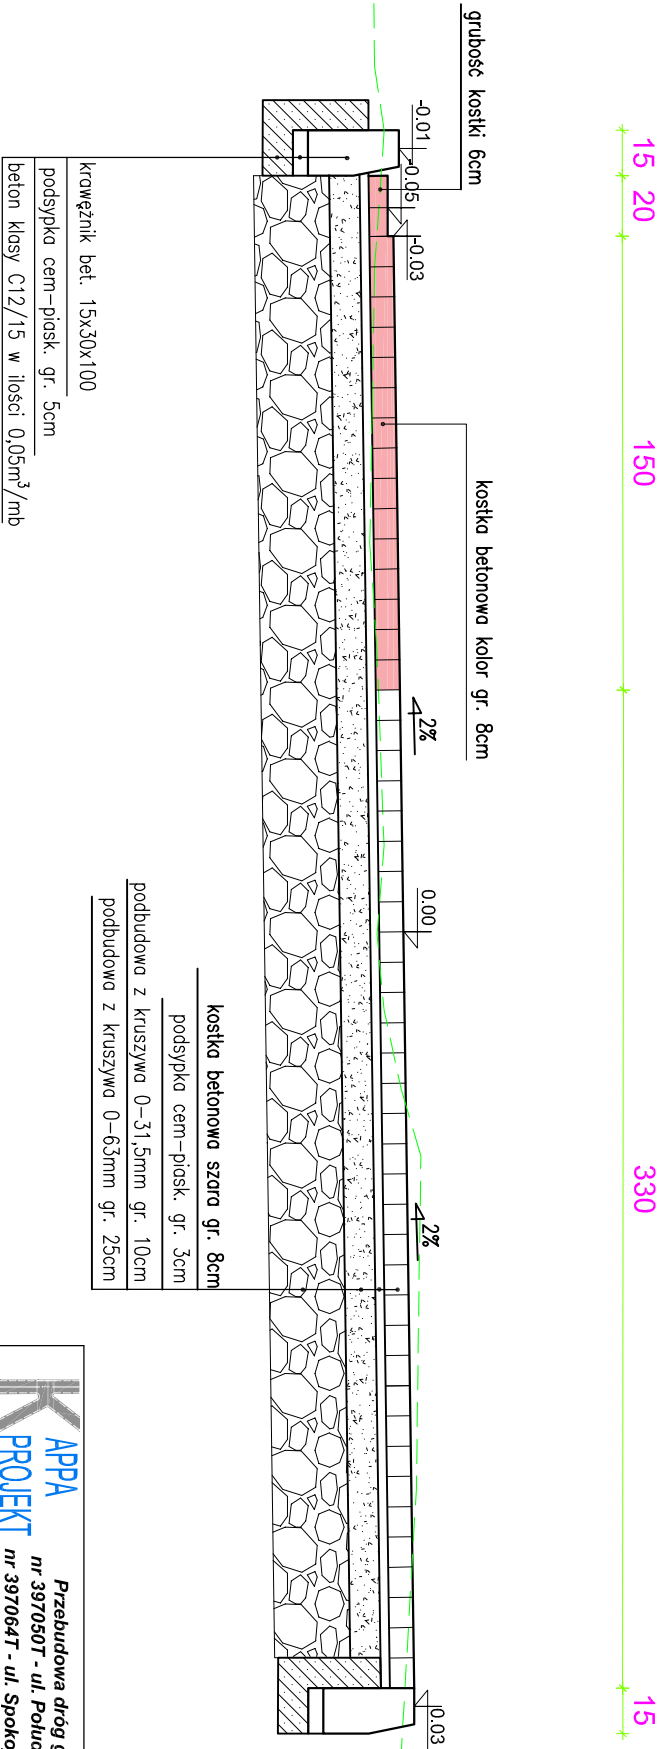 15
20
150
330
15
grubość kostki 6cm
-0.01
-0.05
-0.03
kostka betonowa kolor gr. 8cm
2%
0.00
2%
0.03
krawężnik bet. 15x30x100
podsypka cem-piask. gr. 5cm
beton klasy C12/15 w ilości 0,05m³/mb
kostka betonowa szara gr. 8cm
podsypka cem-piask. gr. 3cm
podbudowa z kruszywa 0-31,5mm gr. 10cm
podbudowa z kruszywa 0-63mm gr. 25cm
K
APPA
PROJEKT
Przebudowa dróg
nr 397050T - ul. Połud
nr 397064T - ul. Spoko